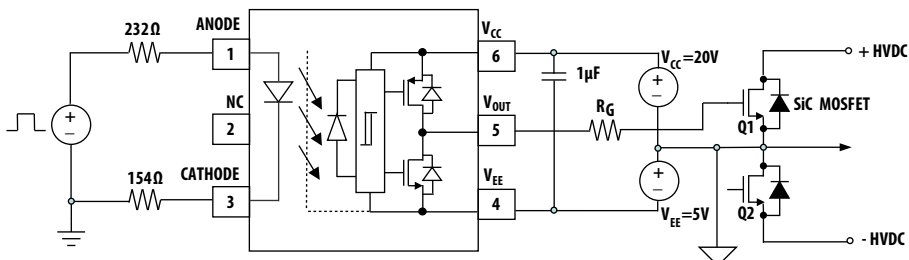 232Ω
ANODE
1
NC
2
154Ω
CATHODE
3
VCC
6
VOUT
5
VEE
4
1μF
RG
VCC=20V
VEE=5V
+ HVDC
SiC MOSFET
Q1
Q2
- HVDC
+
−
+
−
+
−